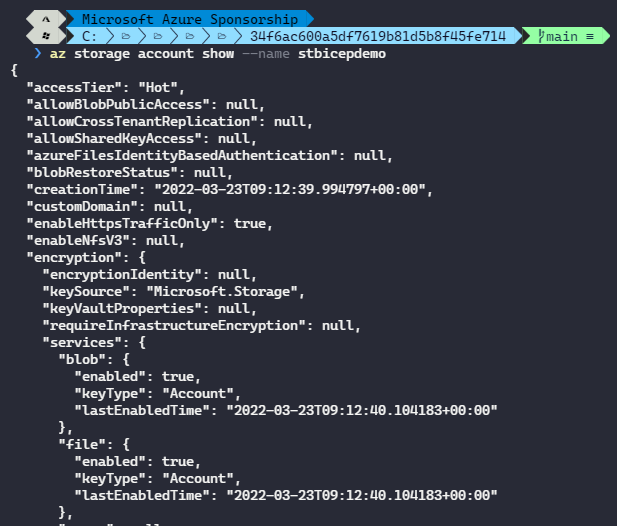 Microsoft Azure Sponsorship
C: 34f6ac600a5df7619b81d5b8f45fe714 main ≡
❯ az storage account show --name stbicepdemo
{
  "accessTier": "Hot",
  "allowBlobPublicAccess": null,
  "allowCrossTenantReplication": null,
  "allowSharedKeyAccess": null,
  "azureFilesIdentityBasedAuthentication": null,
  "blobRestoreStatus": null,
  "creationTime": "2022-03-23T09:12:39.994797+00:00",
  "customDomain": null,
  "enableHttpsTrafficOnly": true,
  "enableNfsV3": null,
  "encryption": {
    "encryptionIdentity": null,
    "keySource": "Microsoft.Storage",
    "keyVaultProperties": null,
    "requireInfrastructureEncryption": null,
    "services": {
      "blob": {
        "enabled": true,
        "keyType": "Account",
        "lastEnabledTime": "2022-03-23T09:12:40.104183+00:00"
      },
      "file": {
        "enabled": true,
        "keyType": "Account",
        "lastEnabledTime": "2022-03-23T09:12:40.104183+00:00"
      },